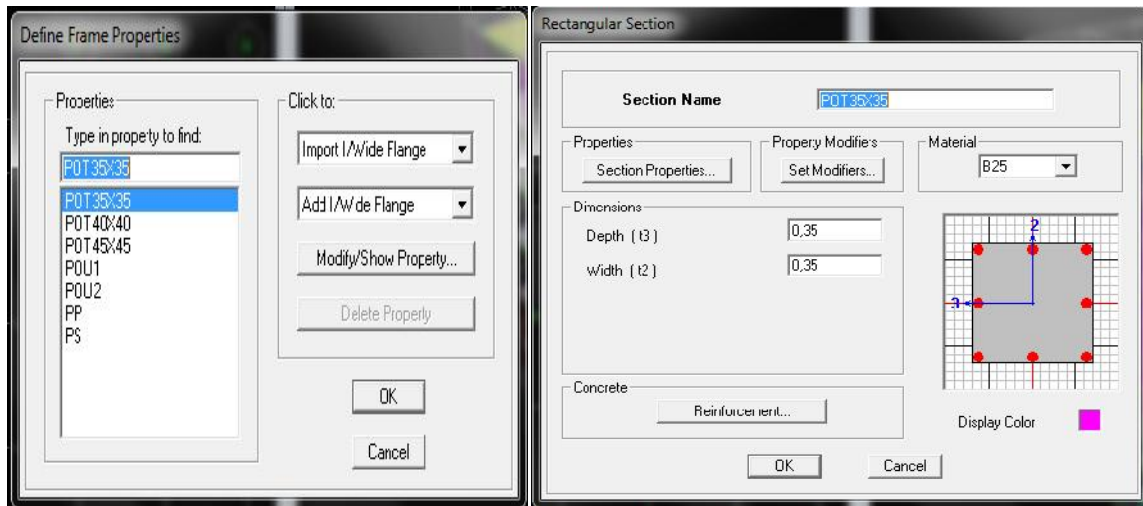 Define Frame Properties
Properties
Type in property to find:
POT35X35
POT35X35
POT40X40
POT45X45
POU1
POU2
PP
PS
Click to:
Import I/Wide Flange
Add I/Wide Flange
Modify/Show Property...
Delete Property
OK
Cancel
Rectangular Section
Section Name
POT35X35
Properties
Section Properties...
Property Modifiers
Set Modifiers...
Material
B25
Dimensions
Depth ( t3 )
0,35
Width ( t2 )
0,35
2
3
Concrete
Reinforcement...
Display Color
OK
Cancel